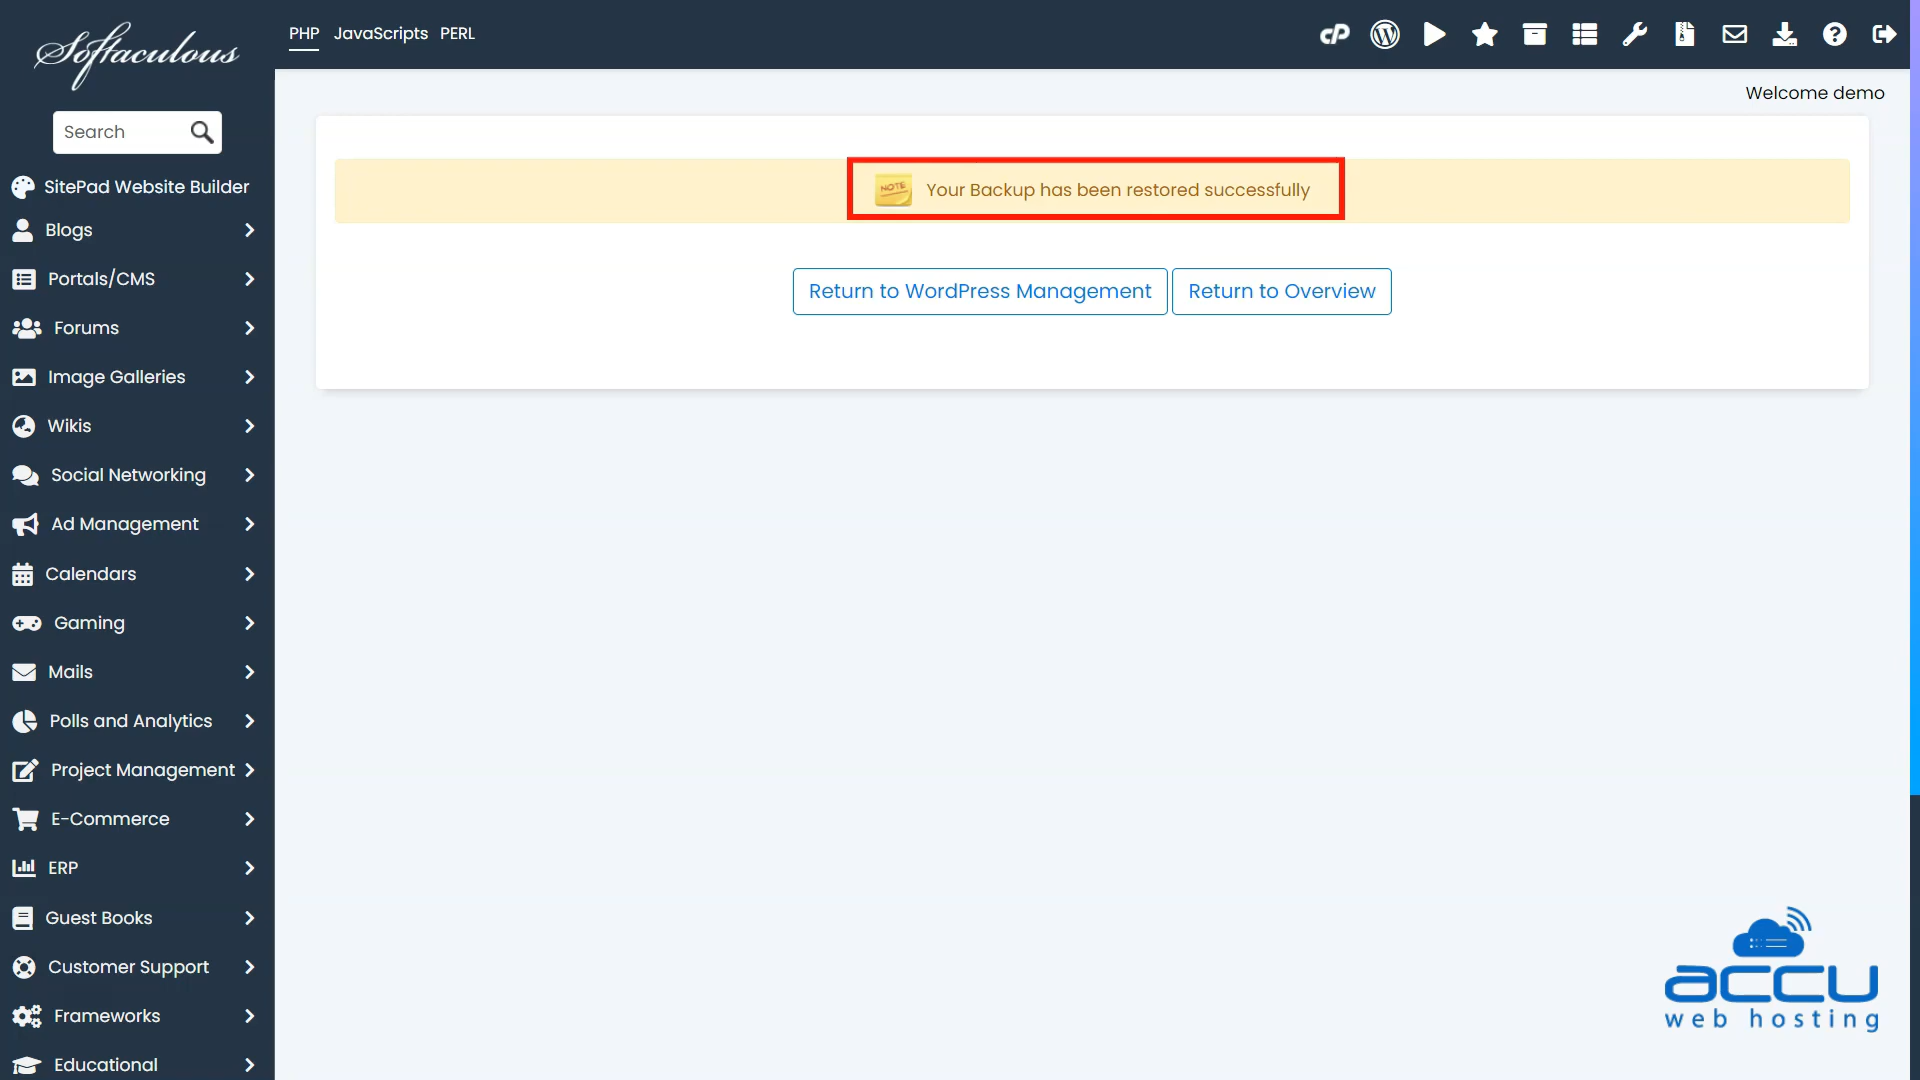 Softaculous
PHP JavaScripts PERL
cP
Welcome demo
Search
NOTE Your Backup has been restored successfully
Return to WordPress Management Return to Overview
SitePad Website Builder
Blogs
Portals/CMS
Forums
Image Galleries
Wikis
Social Networking
Ad Management
Calendars
Gaming
Mails
Polls and Analytics
Project Management
E-Commerce
ERP
Guest Books
Customer Support
Frameworks
Educational
accu
web hosting